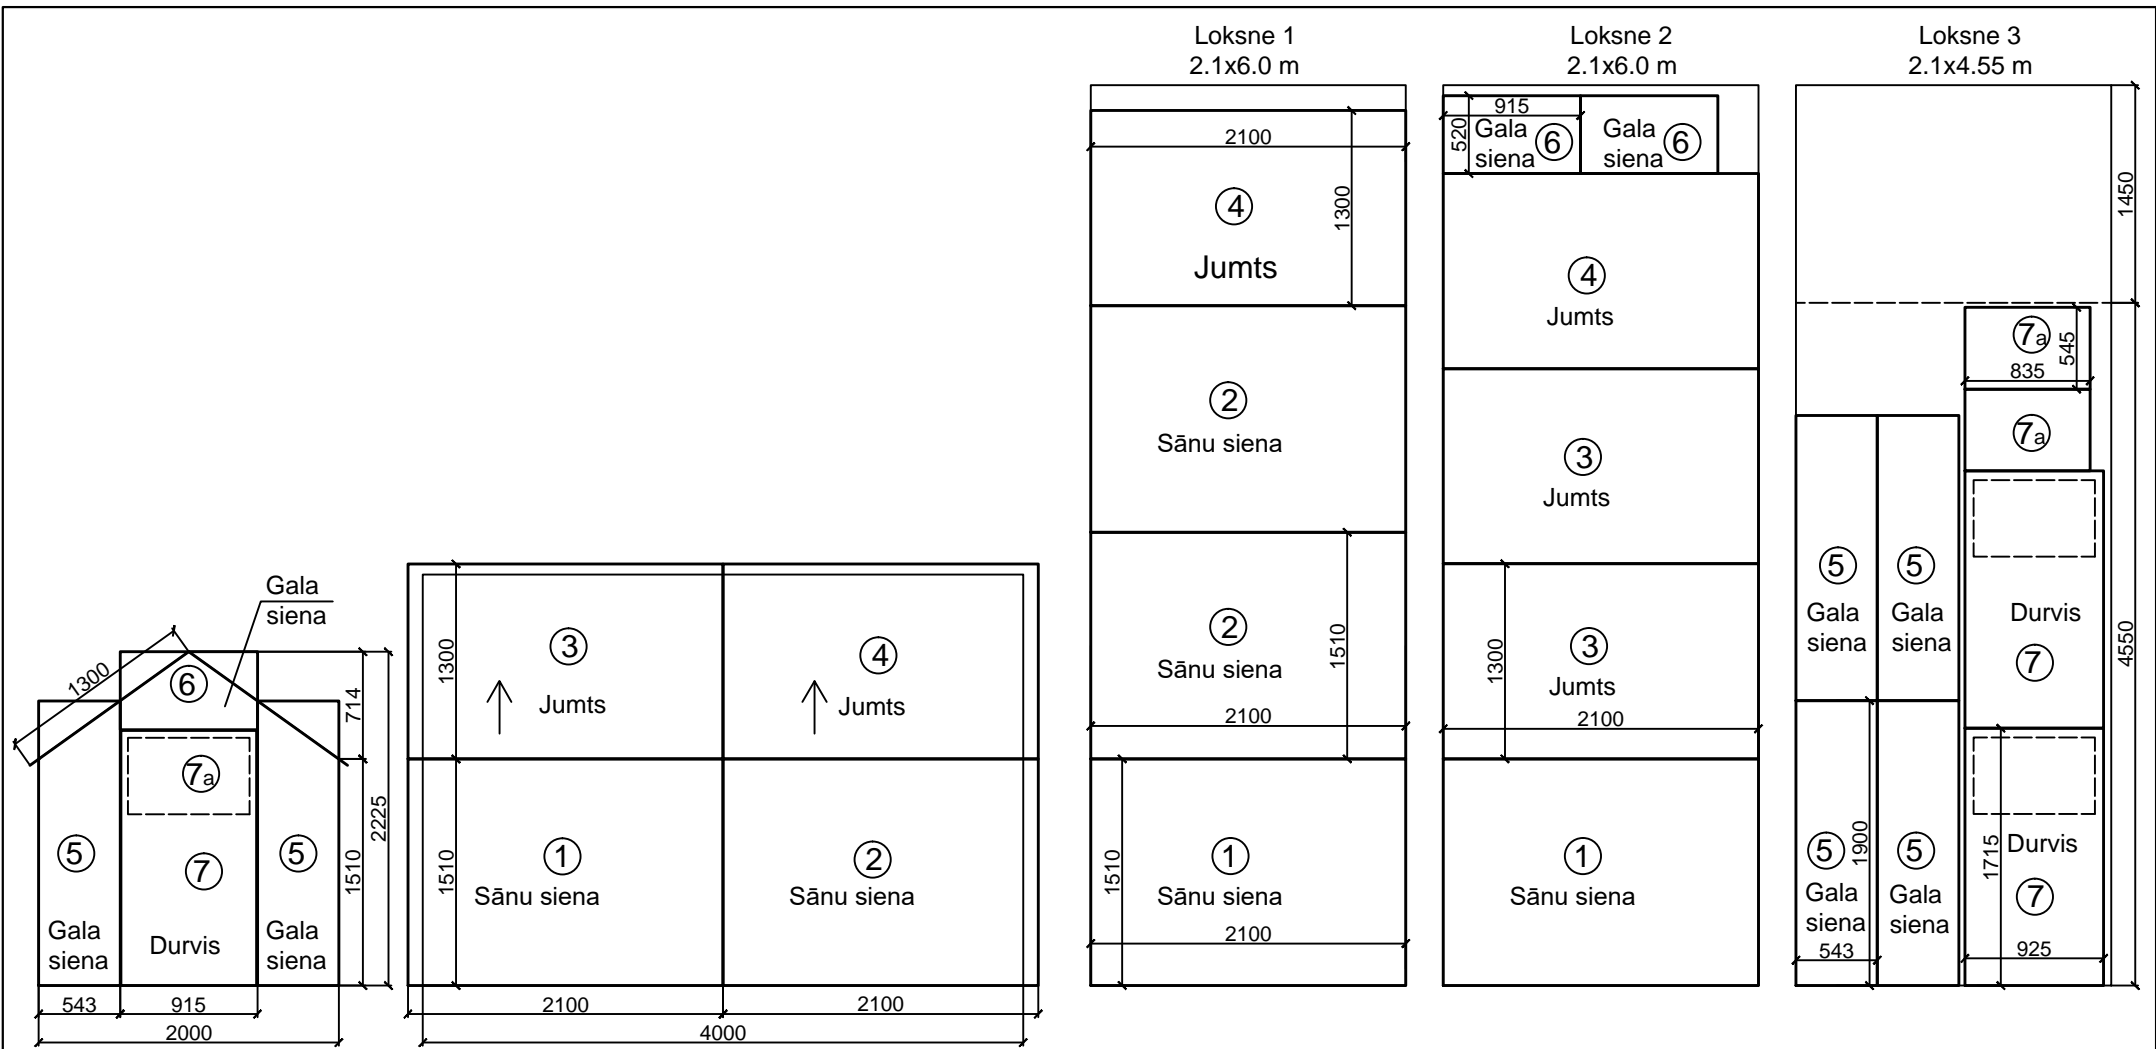 Loksne 1
2.1x6.0 m
Loksne 2
2.1x6.0 m
Loksne 3
2.1x4.55 m
Gala
siena
1300
6
714
7a
2225
5
7
5
1510
Gala
siena
Durvis
Gala
siena
543
915
2000
1300
3
Jumts
4
Jumts
1510
1
Sānu siena
2
Sānu siena
2100
2100
4000
2100
4
1300
Jumts
2
Sānu siena
2
1510
Sānu siena
2100
1510
1
Sānu siena
2100
915
520
Gala
siena
6
Gala
siena
6
4
Jumts
3
Jumts
1300
3
Jumts
2100
1
Sānu siena
1450
7a
545
835
7a
5
Gala
siena
5
Gala
siena
Durvis
7
4550
5
1900
Gala
siena
543
5
Gala
siena
1715
Durvis
7
925